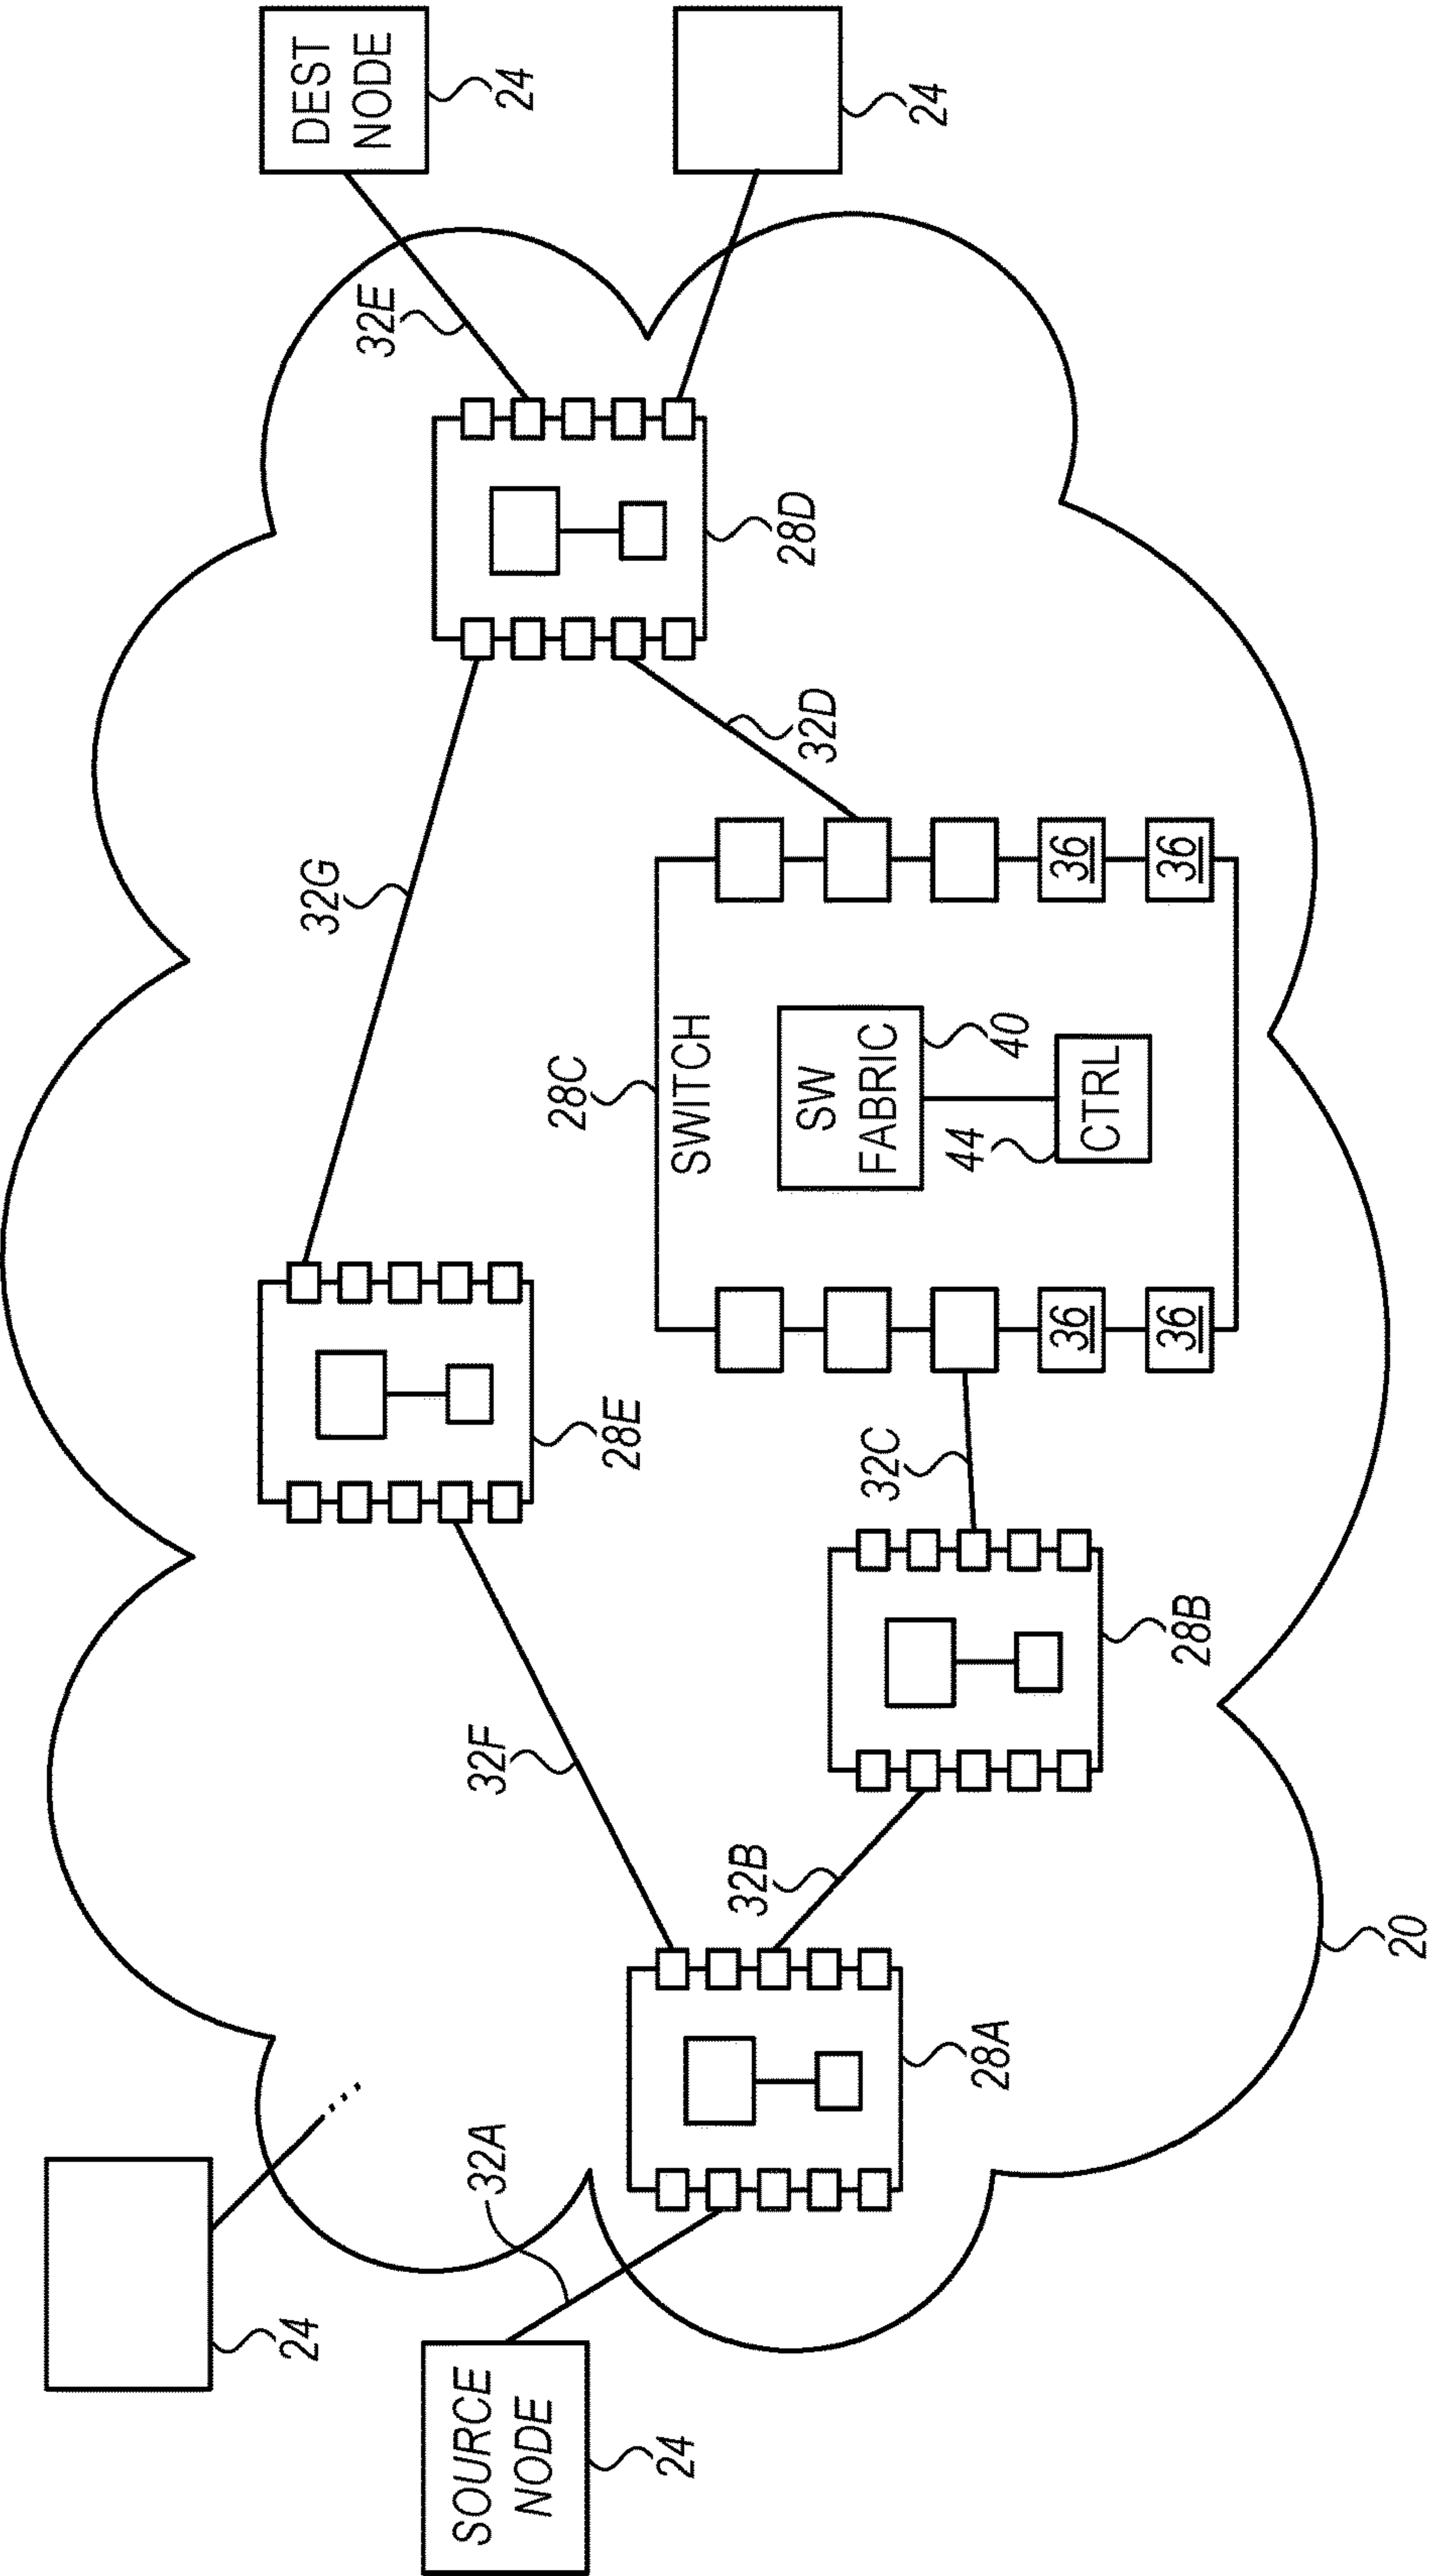 24
SOURCE
NODE
24
32A
28A
32F
32B
28E
28B
32C
28C
SWITCH
SW
FABRIC
40
44
CTRL
36
36
36
36
32G
32D
28D
32E
DEST
NODE
24
24
20